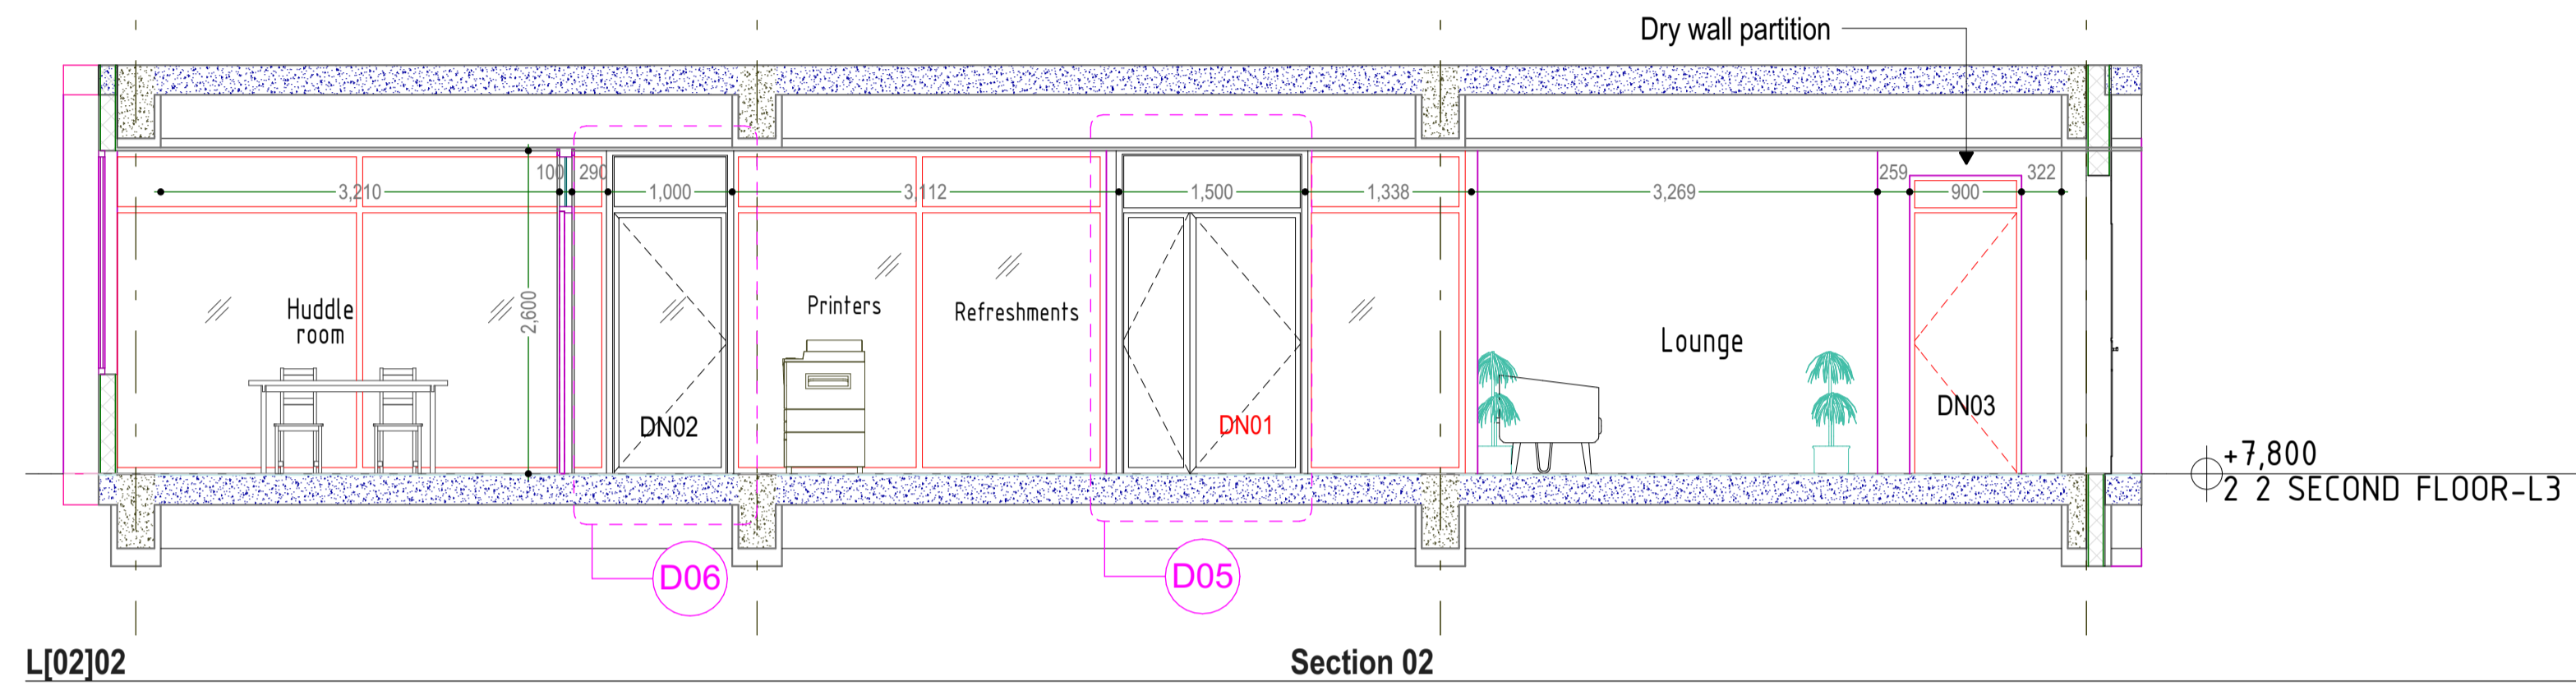 Dry wall partition
3,210
100
290
1,000
3,112
1,500
1,338
3,269
259
900
322
2,600
Huddle
room
Printers
Refreshments
Lounge
DN02
DN01
DN03
+7,800
2 2 SECOND FLOOR-L3
D06
D05
L[02]02
Section 02